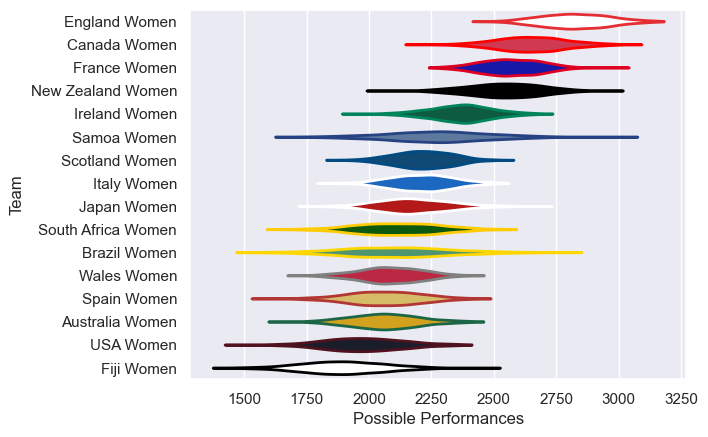 England Women
Canada Women
France Women
New Zealand Women
Ireland Women
Samoa Women
Scotland Women
Italy Women
Japan Women
South Africa Women
Brazil Women
Wales Women
Spain Women
Australia Women
USA Women
Fiji Women
Team
1500 1750 2000 2250 2500 2750 3000 3250
Possible Performances